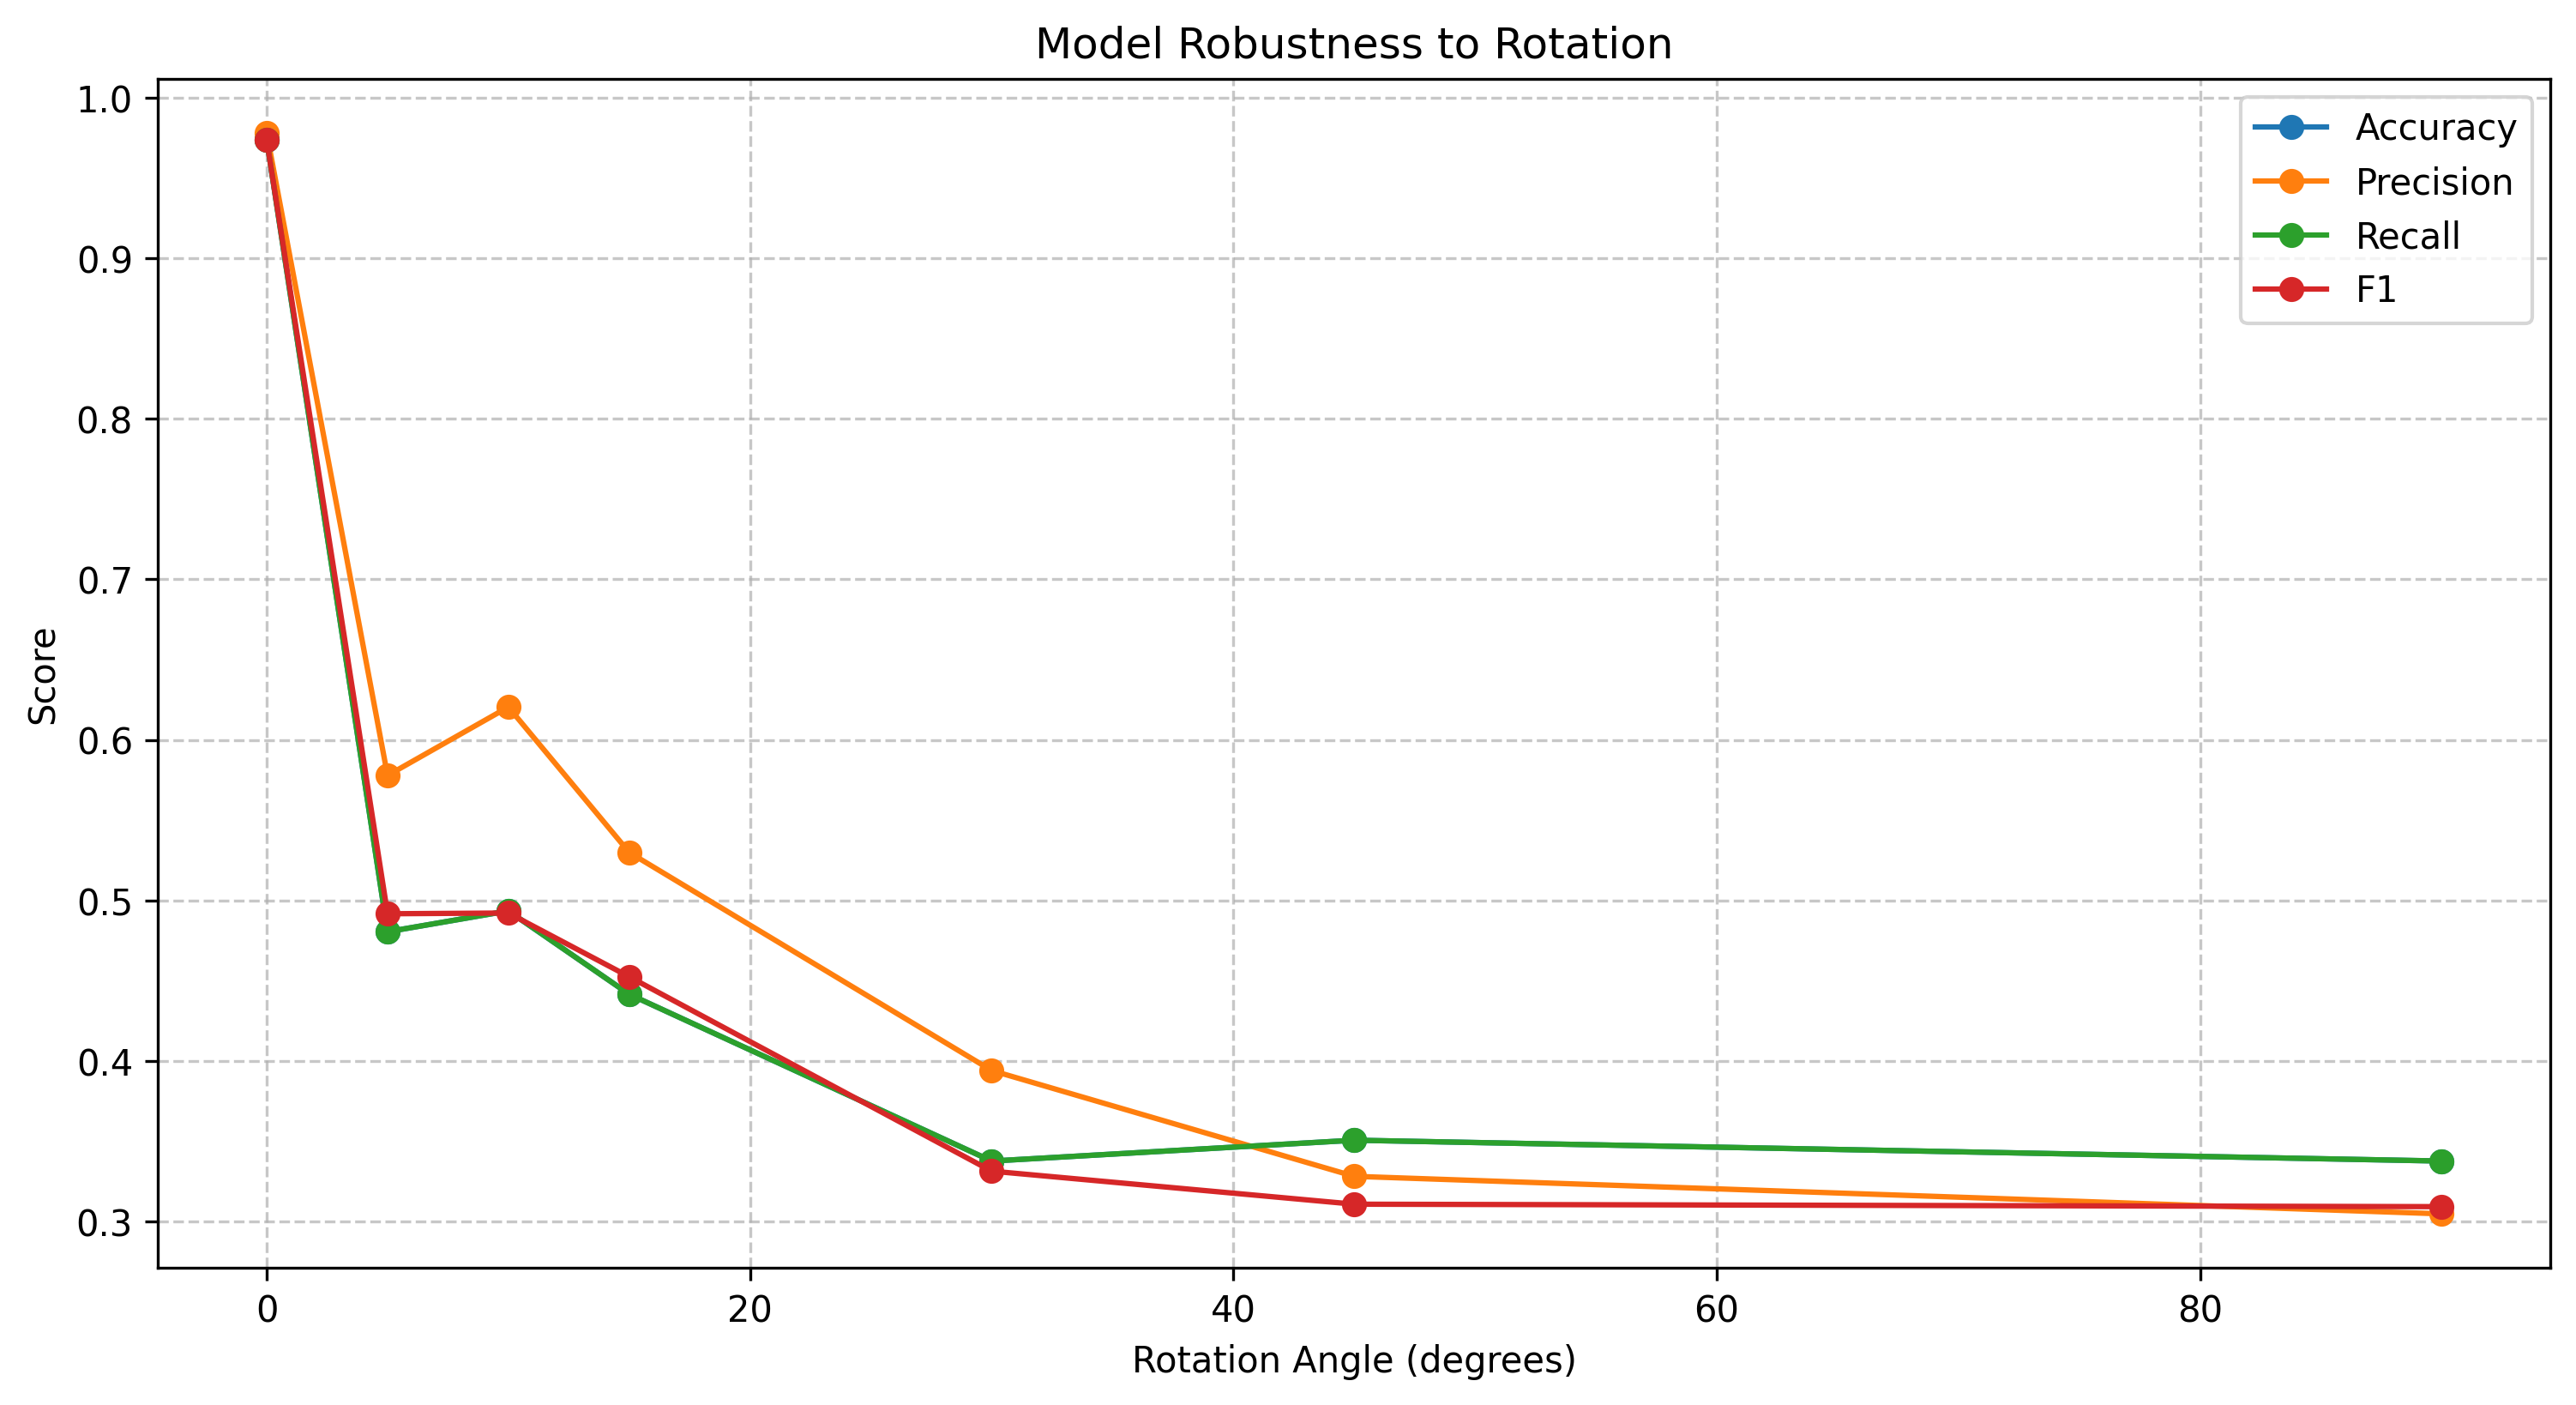 Model Robustness to Rotation
1.0
0.9
0.8
0.7
0.6
0.5
0.4
0.3
Score
Accuracy
Precision
Recall
F1
0 20 40 60 80
Rotation Angle (degrees)